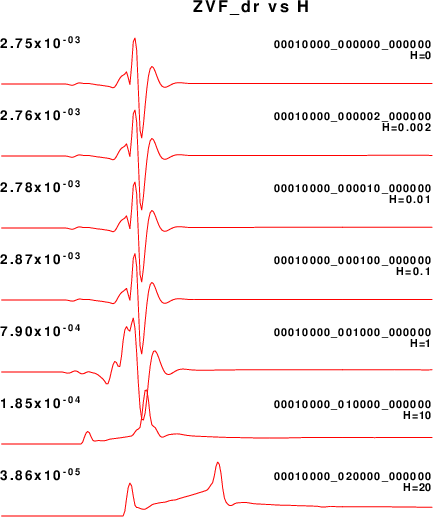 ZVF_dr vs H
2.75x10-03 00010000_000000_000000
H=0
2.76x10-03 00010000_000002_000000
H=0.002
2.78x10-03 00010000_000010_000000
H=0.01
2.87x10-03 00010000_000100_000000
H=0.1
7.90x10-04 00010000_001000_000000
H=1
1.85x10-04 00010000_010000_000000
H=10
3.86x10-05 00010000_020000_000000
H=20